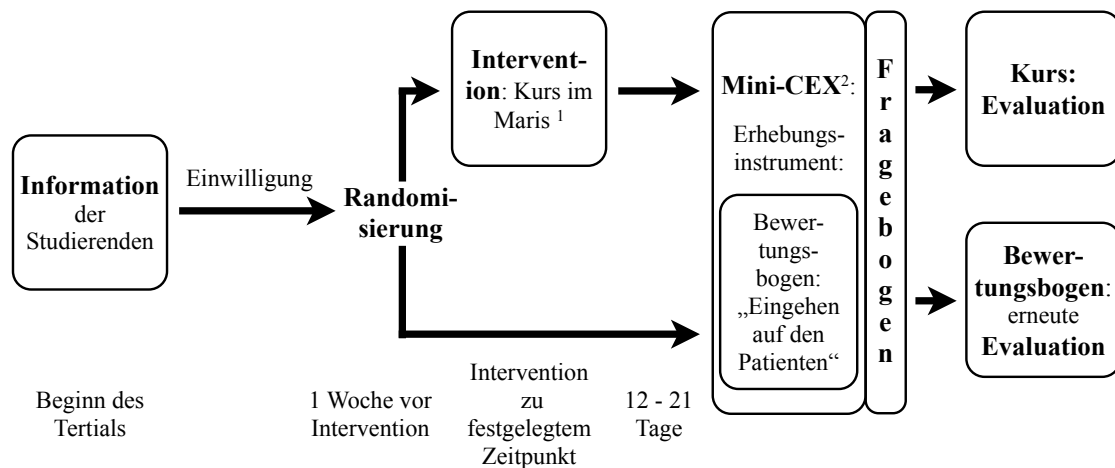 Information
der
Studierenden
Einwilligung
Randomi-
sierung
Intervent-
ion: Kurs im
Maris ¹
Mini-CEX²:
Erhebungs-
instrument:
Bewer-
tungs-
bogen:
„Eingehen
auf den
Patienten“
F
r
a
g
e
b
o
g
e
n
Kurs:
Evaluation
Bewer-
tungsbogen:
erneute
Evaluation
Beginn des
Tertials
1 Woche vor
Intervention
Intervention
zu
festgelegtem
Zeitpunkt
12 - 21
Tage